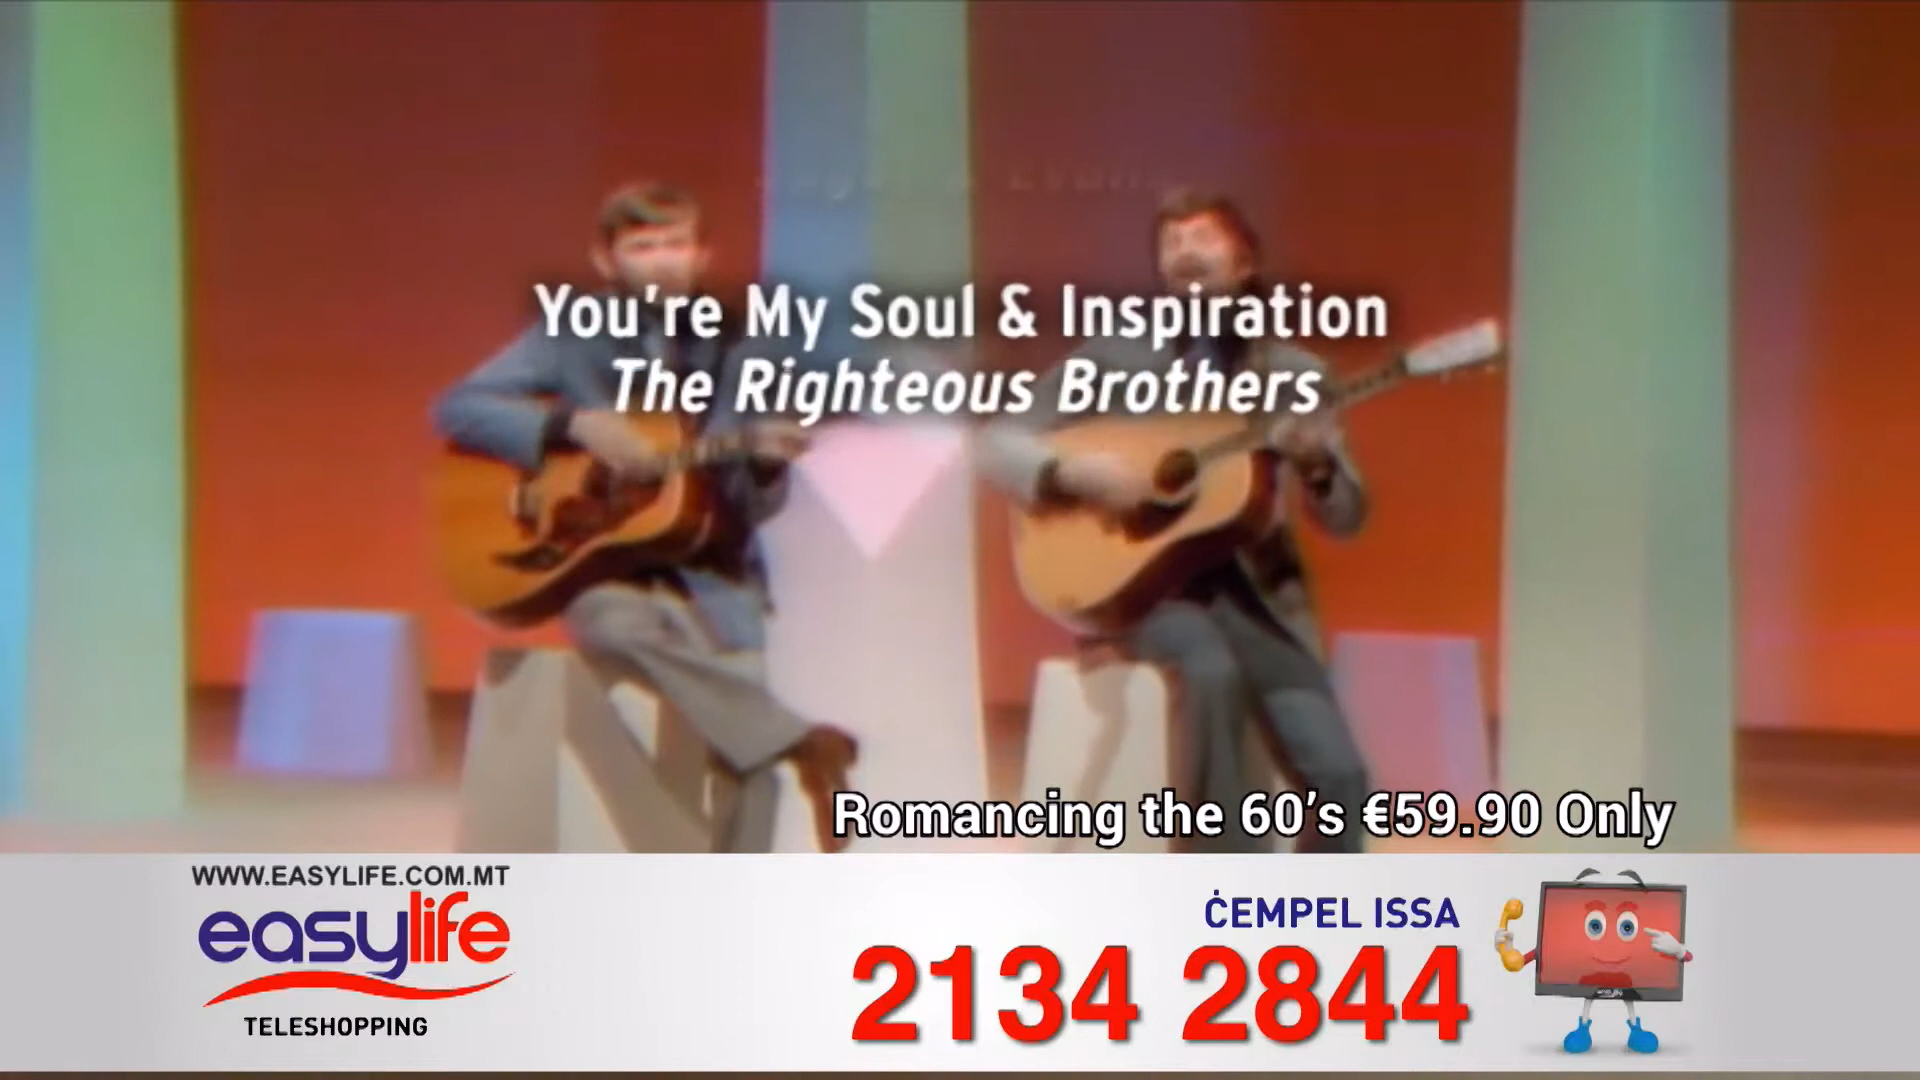 You're My Soul & Inspiration
The Righteous Brothers
Romancing the 60's €59.90 Only
WWW.EASYLIFE.COM.MT
easylife
TELESHOPPING
ĊEMPEL ISSA
2134 2844